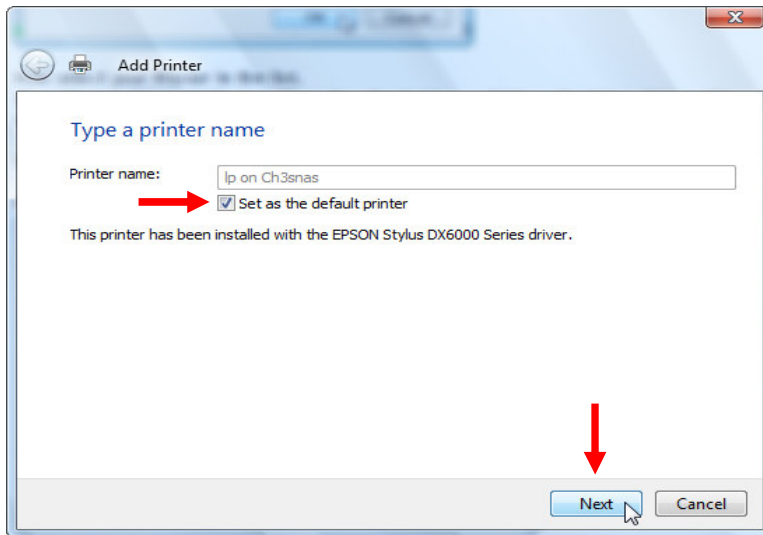 Add Printer
Type a printer name
Printer name:
lp on Ch3snas
Set as the default printer
This printer has been installed with the EPSON Stylus DX6000 Series driver.
Next
Cancel